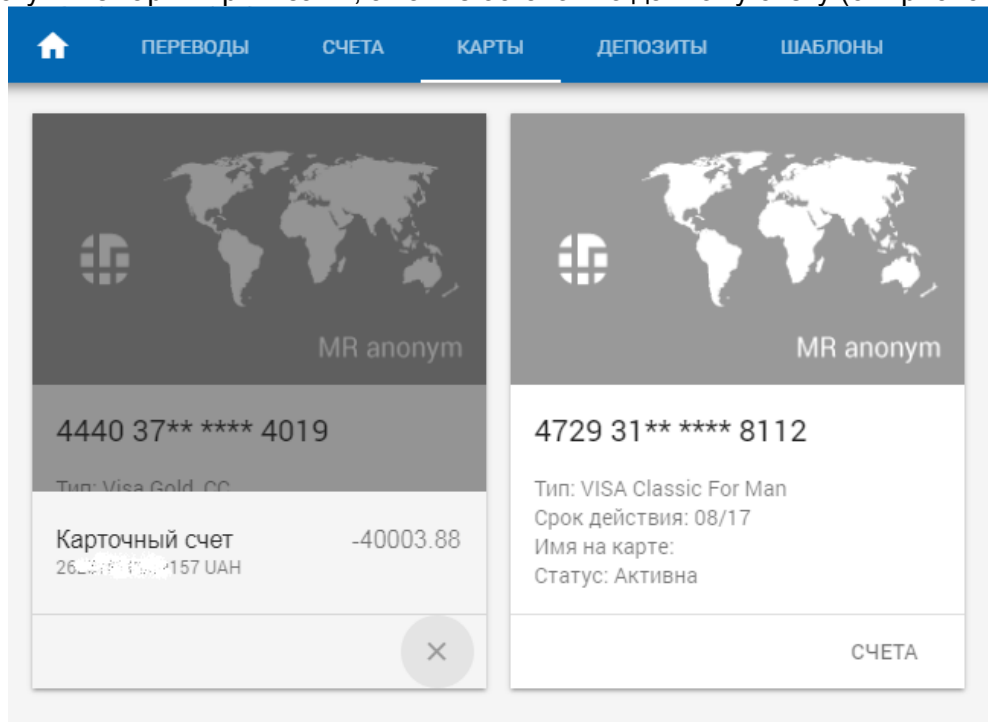 ПЕРЕВОДЫ СЧЕТА КАРТЫ ДЕПОЗИТЫ ШАБЛОНЫ
MR anonym
4440 37** **** 4019
Тип: Visa Gold CC
Карточный счет -40003.88
157 UAH
MR anonym
4729 31** **** 8112
Тип: VISA Classic For Man
Срок действия: 08/17
Имя на карте:
Статус: Активна
СЧЕТА